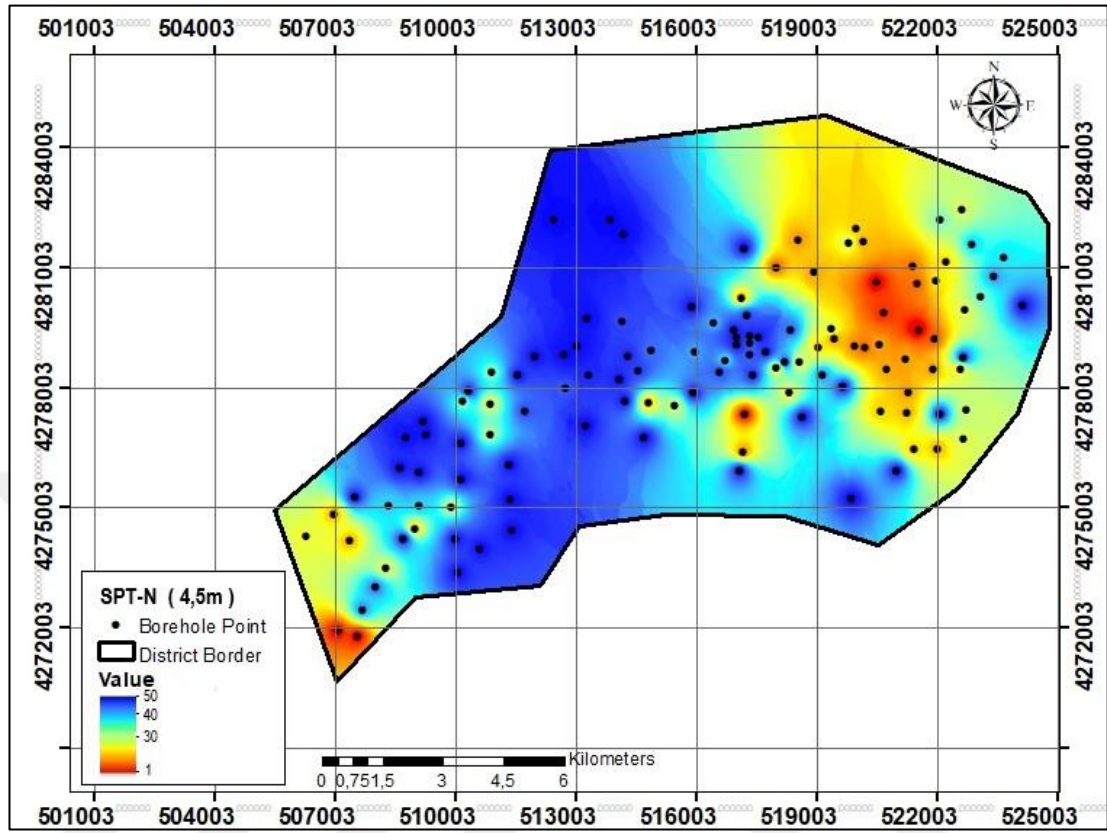 501003 504003 507003 510003 513003 516003 519003 522003 525003
N
W E
S
4284003 4284003
4281003 4281003
4278003 4278003
4275003 4275003
4272003 4272003
SPT-N ( 4,5m )
Borehole Point
District Border
Value
50
40
30
1
Kilometers
0 0,75 1,5 3 4,5 6
501003 504003 507003 510003 513003 516003 519003 522003 525003